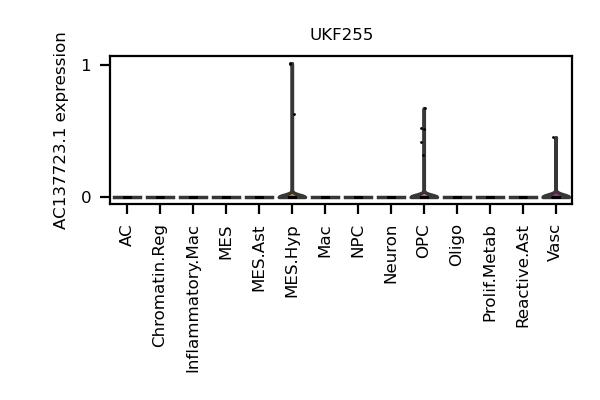 UKF255
AC137723.1 expression
1
0
AC
Chromatin.Reg
Inflammatory.Mac
MES
MES.Ast
MES.Hyp
Mac
NPC
Neuron
OPC
Oligo
Prolif.Metab
Reactive.Ast
Vasc